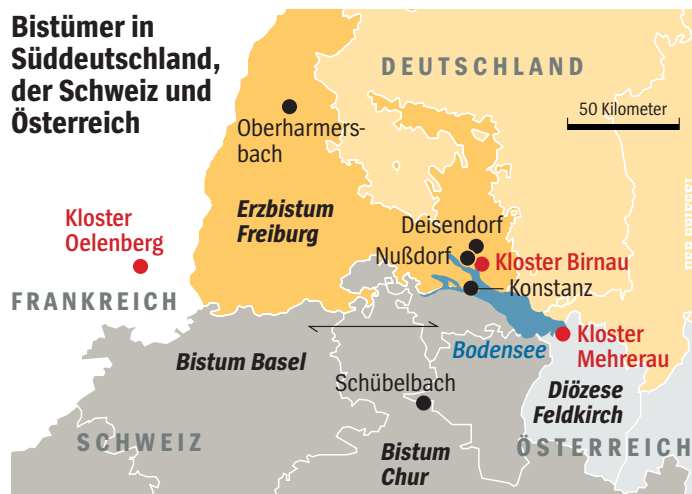 Bistümer in
Süddeutschland,
der Schweiz und
Österreich
DEUTSCHLAND
50 Kilometer
Oberharmers-
bach
Kloster
Oelenberg
Erzbistum
Freiburg
Deisendorf
Nußdorf
Kloster Birnau
Konstanz
FRANKREICH
Bistum Basel
Bodensee
Kloster
Mehrerau
Schübelbach
Diözese
Feldkirch
SCHWEIZ
Bistum
Chur
ÖSTERREICH